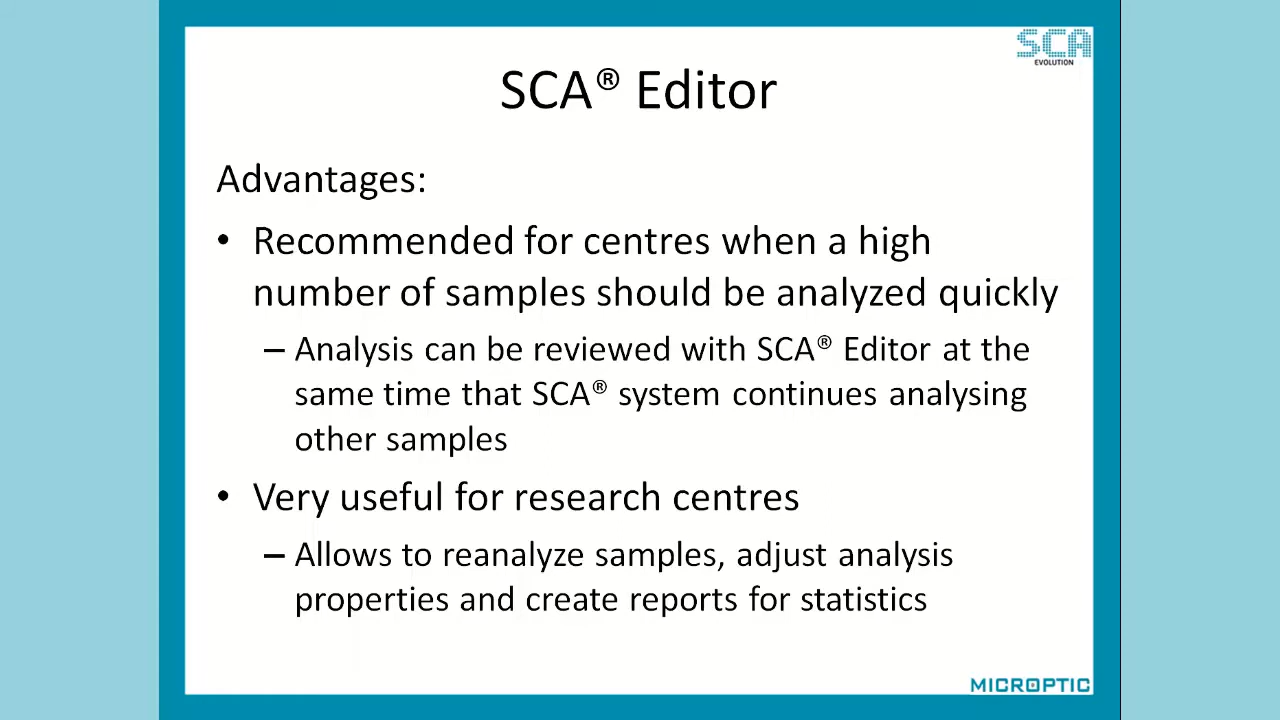 SCA
EVOLUTION
SCA® Editor
Advantages:
• Recommended for centres when a high
number of samples should be analyzed quickly
– Analysis can be reviewed with SCA® Editor at the
same time that SCA® system continues analysing
other samples
• Very useful for research centres
– Allows to reanalyze samples, adjust analysis
properties and create reports for statistics
MICROPTIC